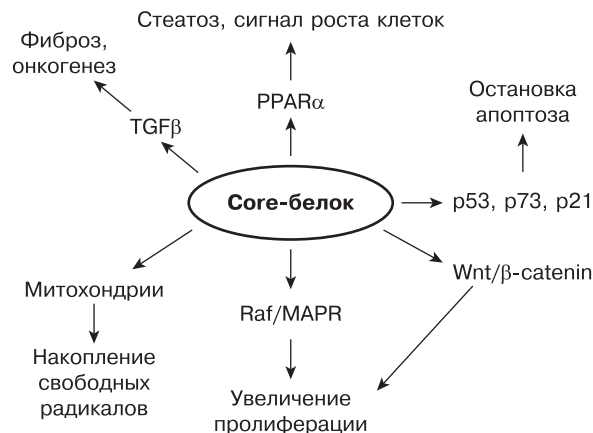 Стеатоз, сигнал роста клеток
Фиброз,
онкогенез
PPARα
TGFβ
Остановка
апоптоза
Core-белок
p53, p73, p21
Wnt/β-catenin
Митохондрии
Raf/MAPR
Накопление
свободных
радикалов
Увеличение
пролиферации